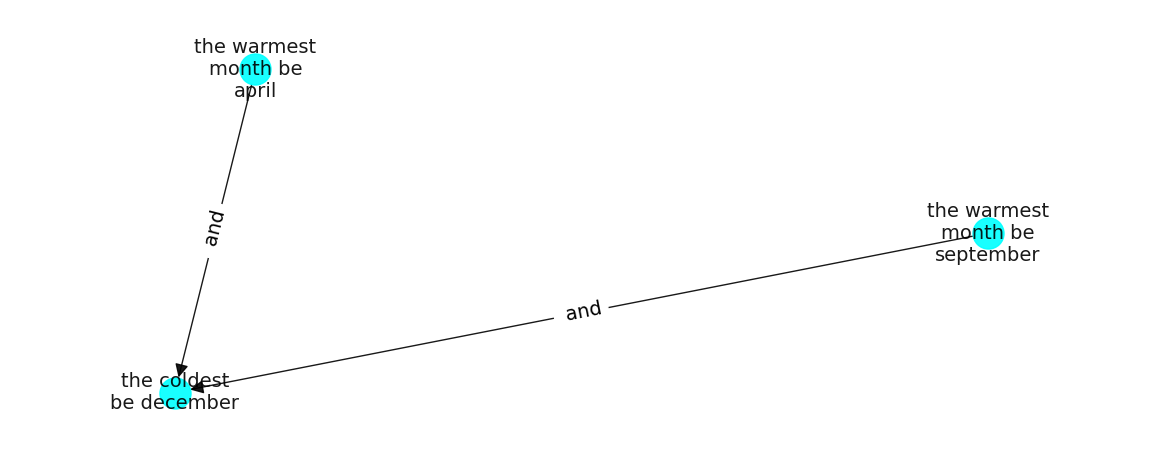 the warmest
month be
april
and
the warmest
month be
september
and
the coldest
be december